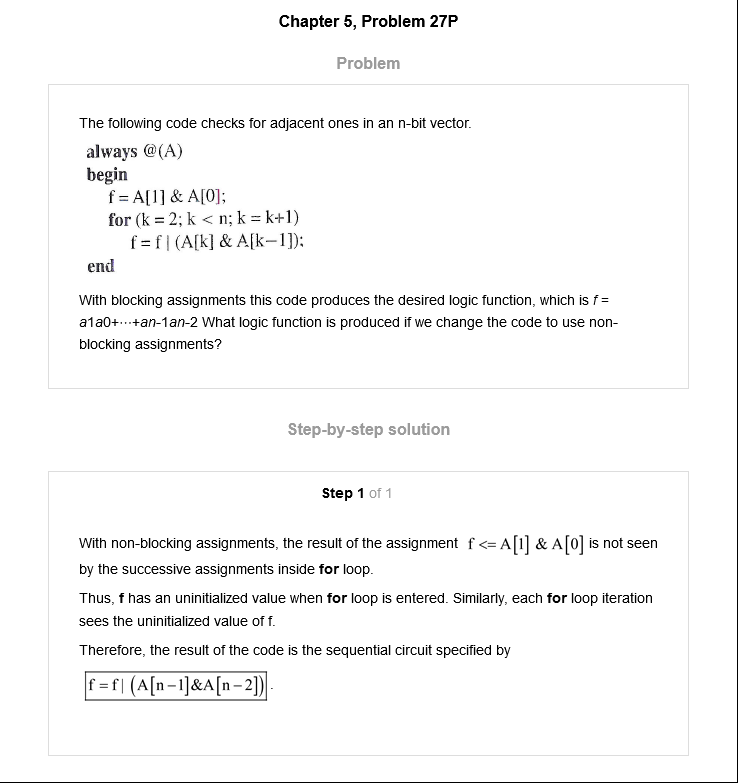 Chapter 5, Problem 27P
Problem
The following code checks for adjacent ones in an n-bit vector.
always @(A)
begin
f = A[1] & A[0];
for (k = 2; k < n; k = k+1)
f = f | (A[k] & A[k−1]);
end
With blocking assignments this code produces the desired logic function, which is f =
a1a0+···+an-1an-2 What logic function is produced if we change the code to use non-
blocking assignments?
Step-by-step solution
Step 1 of 1
With non-blocking assignments, the result of the assignment f <= A[1] & A[0] is not seen
by the successive assignments inside for loop.
Thus, f has an uninitialized value when for loop is entered. Similarly, each for loop iteration
sees the uninitialized value of f.
Therefore, the result of the code is the sequential circuit specified by
f = f | (A[n−1]&A[n−2]).